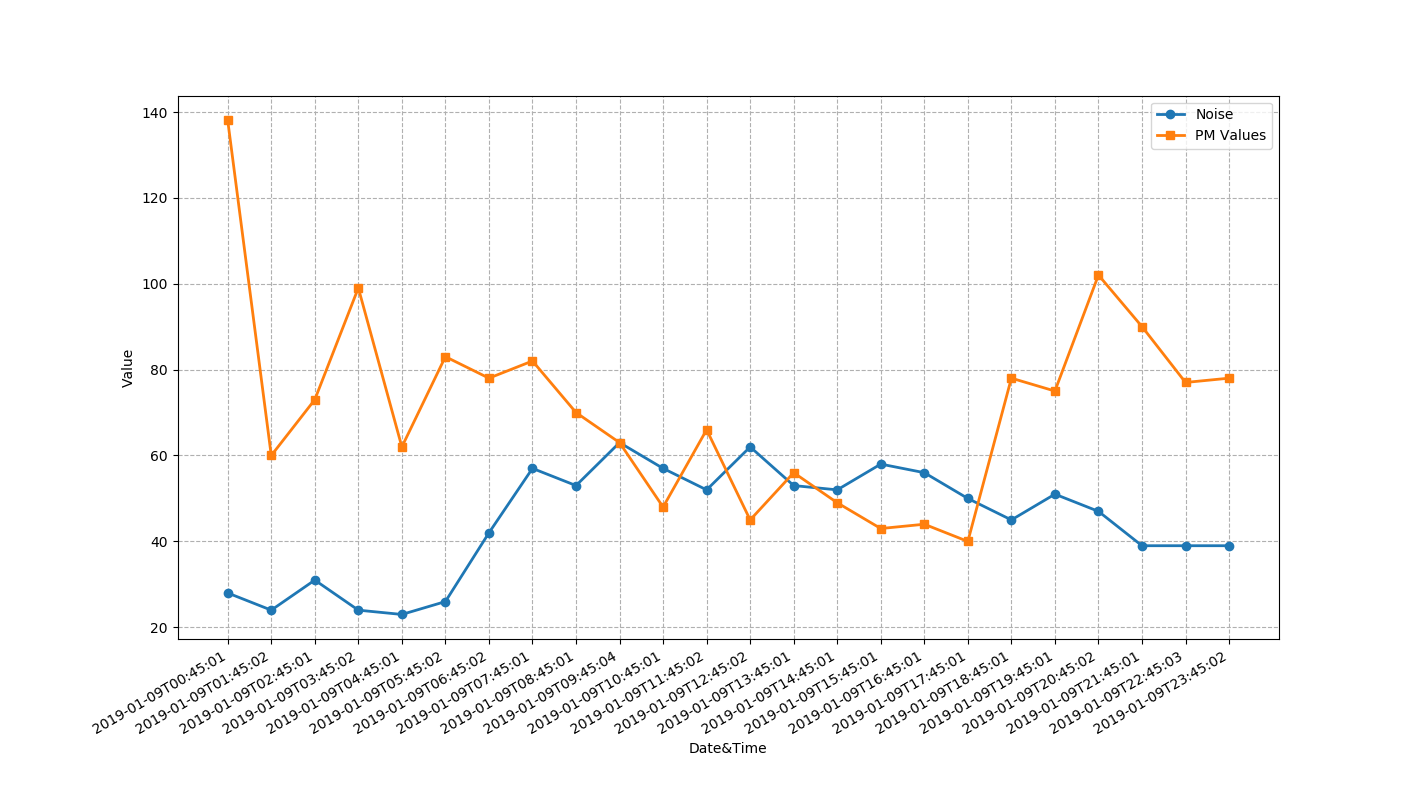 Noise
PM Values
140
120
100
80
60
40
20
Value
2019-01-09T00:45:01
2019-01-09T01:45:02
2019-01-09T02:45:01
2019-01-09T03:45:02
2019-01-09T04:45:01
2019-01-09T05:45:02
2019-01-09T06:45:02
2019-01-09T07:45:01
2019-01-09T08:45:01
2019-01-09T09:45:04
2019-01-09T10:45:01
2019-01-09T11:45:02
2019-01-09T12:45:02
2019-01-09T13:45:01
2019-01-09T14:45:01
2019-01-09T15:45:01
2019-01-09T16:45:01
2019-01-09T17:45:01
2019-01-09T18:45:01
2019-01-09T19:45:01
2019-01-09T20:45:02
2019-01-09T21:45:01
2019-01-09T22:45:03
2019-01-09T23:45:02
Date&Time